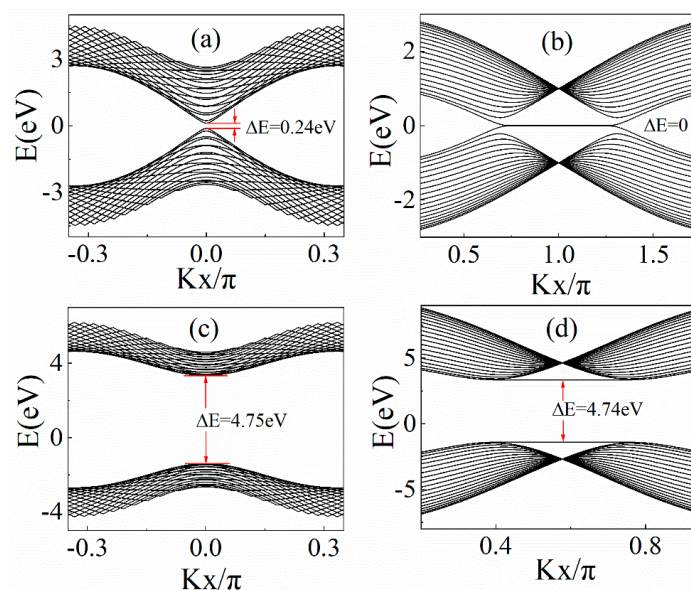 (a)
E(eV)
3
0
-3
ΔE=0.24eV
-0.3
0.0
0.3
Kx/π
(b)
E(eV)
2
0
-2
ΔE=0
0.5
1.0
1.5
Kx/π
(c)
E(eV)
4
0
-4
ΔE=4.75eV
-0.3
0.0
0.3
Kx/π
(d)
E(eV)
5
0
-5
ΔE=4.74eV
0.4
0.8
Kx/π